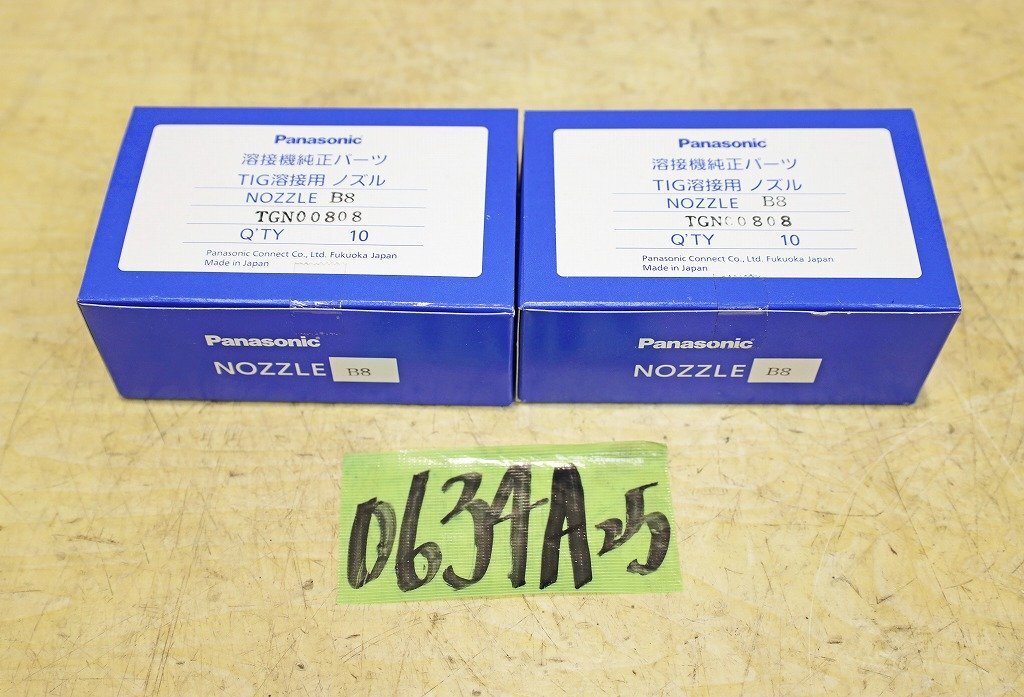 Panasonic
溶接機純正パーツ
TIG溶接用 ノズル
NOZZLE B8
TGN00808
Q'TY 10
Panasonic Connect Co., Ltd. Fukuoka Japan
Made in Japan
Panasonic
NOZZLE B8
Panasonic
溶接機純正パーツ
TIG溶接用 ノズル
NOZZLE B8
TGN00808
Q'TY 10
Panasonic Connect Co., Ltd. Fukuoka Japan
Made in Japan
Panasonic
NOZZLE B8
D634A25